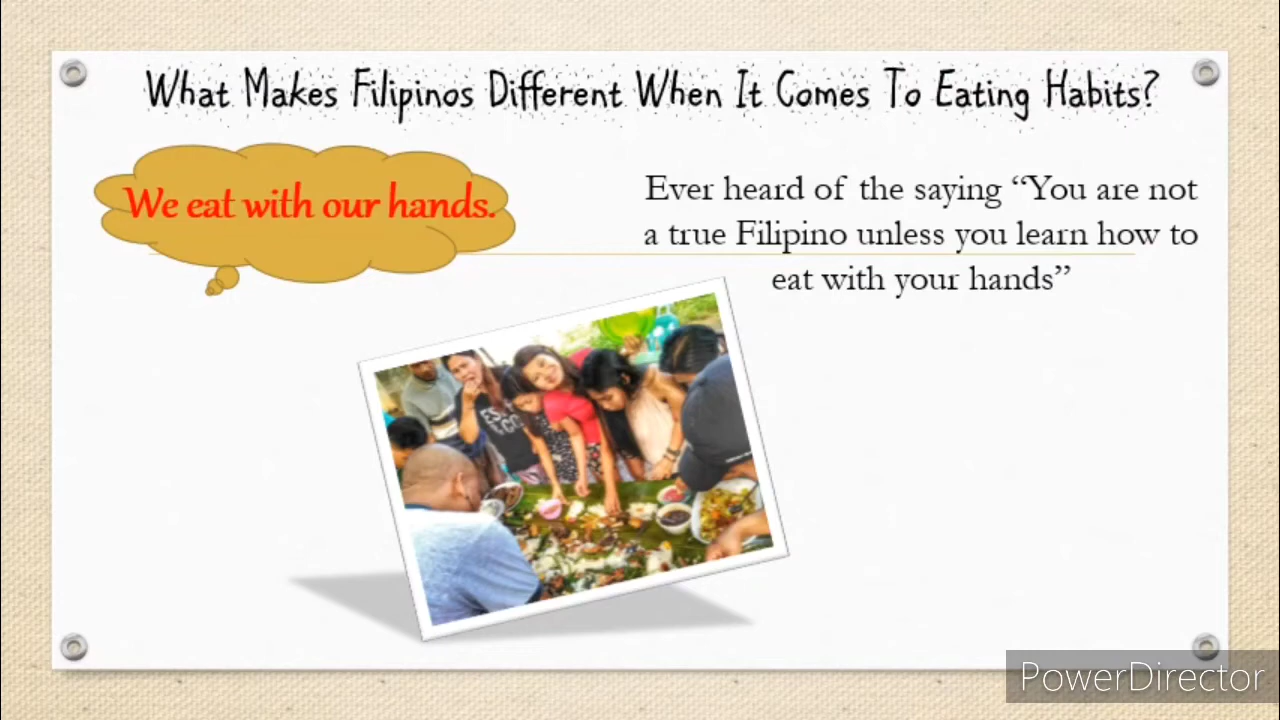 What Makes Filipinos Different When It Comes To Eating Habits?
We eat with our hands.
Ever heard of the saying “You are not
a true Filipino unless you learn how to
eat with your hands”
PowerDirector